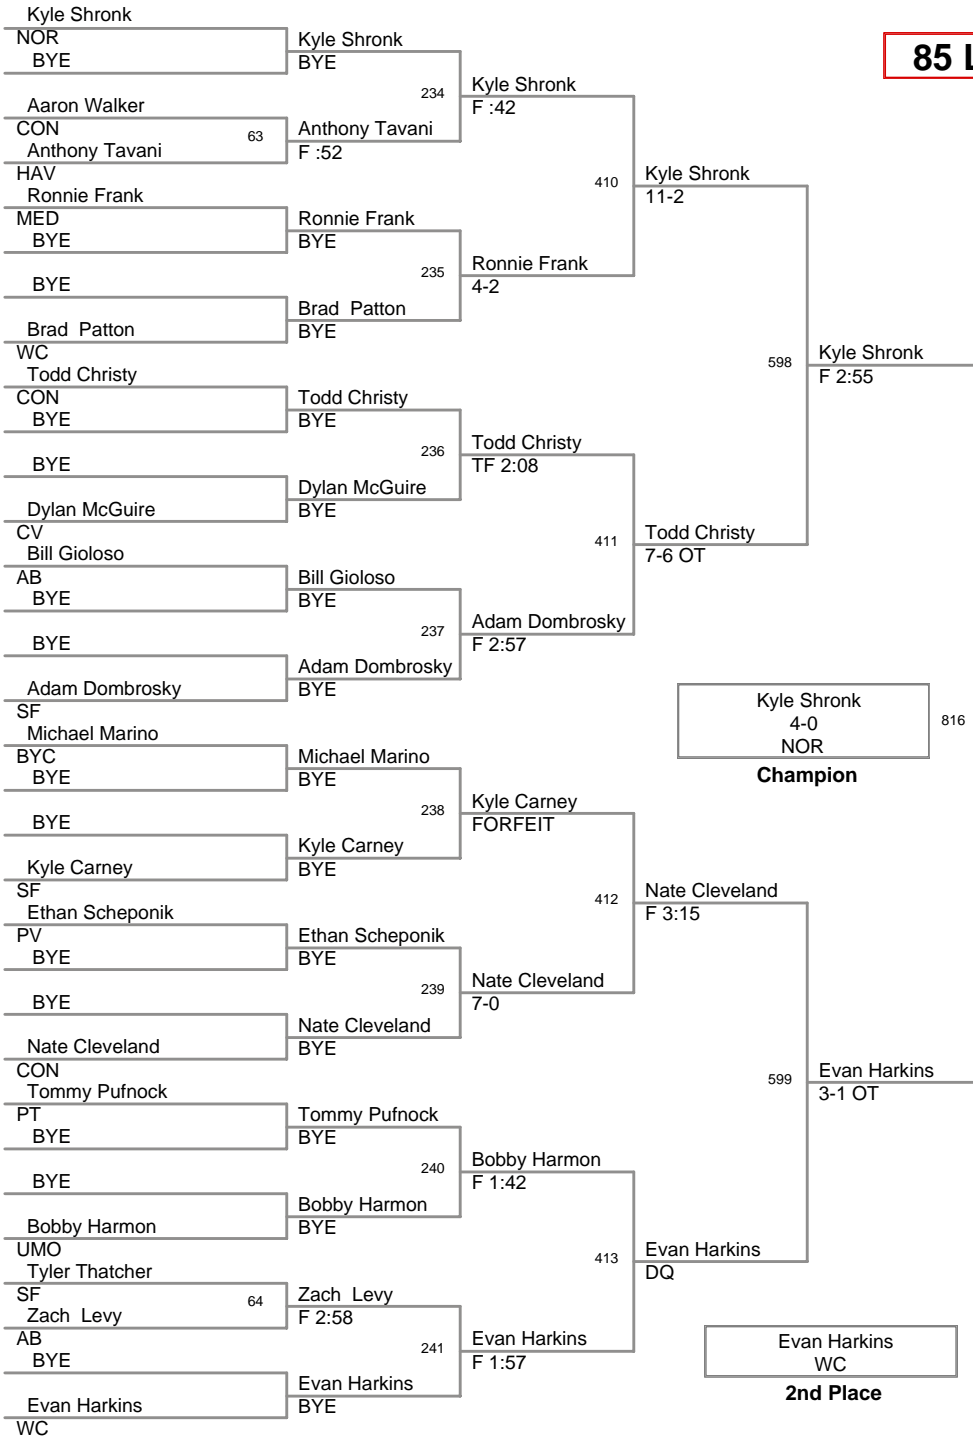 Kyle Shronk
NOR
BYE
Aaron Walker
CON
Anthony Tavani
HAV
Ronnie Frank
MED
BYE
BYE
Brad  Patton
WC
Todd Christy
CON
BYE
BYE
Dylan McGuire
CV
Bill Gioloso
AB
BYE
BYE
Adam Dombrosky
SF
Michael Marino
BYC
BYE
BYE
Kyle Carney
SF
Ethan Scheponik
PV
BYE
BYE
Nate Cleveland
CON
Tommy Pufnock
PT
BYE
BYE
Bobby Harmon
UMO
Tyler Thatcher
SF
Zach  Levy
AB
BYE
Evan Harkins
WC
63
64
Kyle Shronk
BYE
Anthony Tavani
F :52
Ronnie Frank
BYE
Brad  Patton
BYE
Todd Christy
BYE
Dylan McGuire
BYE
Bill Gioloso
BYE
Adam Dombrosky
BYE
Michael Marino
BYE
Kyle Carney
BYE
Ethan Scheponik
BYE
Nate Cleveland
BYE
Tommy Pufnock
BYE
Bobby Harmon
BYE
Zach  Levy
F 2:58
Evan Harkins
BYE
234
235
236
237
238
239
240
241
Kyle Shronk
F :42
Ronnie Frank
4-2
Todd Christy
TF 2:08
Adam Dombrosky
F 2:57
Kyle Carney
FORFEIT
Nate Cleveland
7-0
Bobby Harmon
F 1:42
Evan Harkins
F 1:57
410
411
412
413
Kyle Shronk
11-2
Todd Christy
7-6 OT
Nate Cleveland
F 3:15
Evan Harkins
DQ
598
599
Kyle Shronk
F 2:55
Evan Harkins
3-1 OT
85 L
Kyle Shronk
4-0
NOR
816
Champion
Evan Harkins
WC
2nd Place